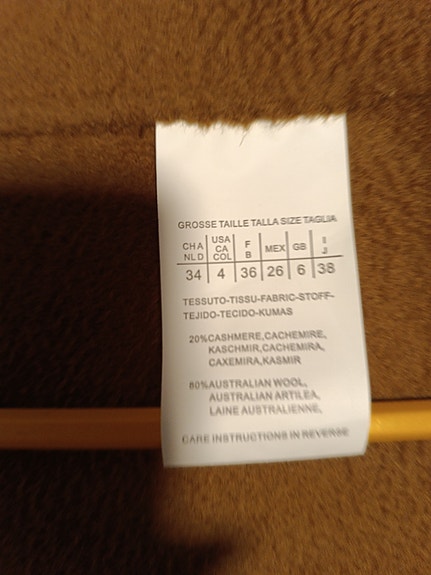 GROSSE TAILLE TALLA SIZE TAGLIA
CH A NL D USA CA COL F B MEX GB I J
34 4 36 26 6 38
TESSUTO-TISSU-FABRIC-STOFF-
TEJIDO-TECIDO-KUMAS
20%CASHMERE,CACHEMIRE,
KASCHMIR,CACHEMIRA,
CAXEMIRA,KASMIR
80%AUSTRALIAN WOOL,
AUSTRALIAN ARTILEA,
LAINE AUSTRALIENNE,
CARE INSTRUCTIONS IN REVERSE